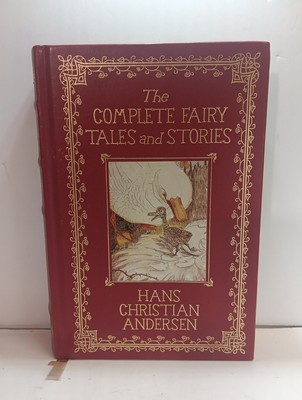 The
COMPLETE FAIRY
TALES and STORIES
HANS
CHRISTIAN
ANDERSEN